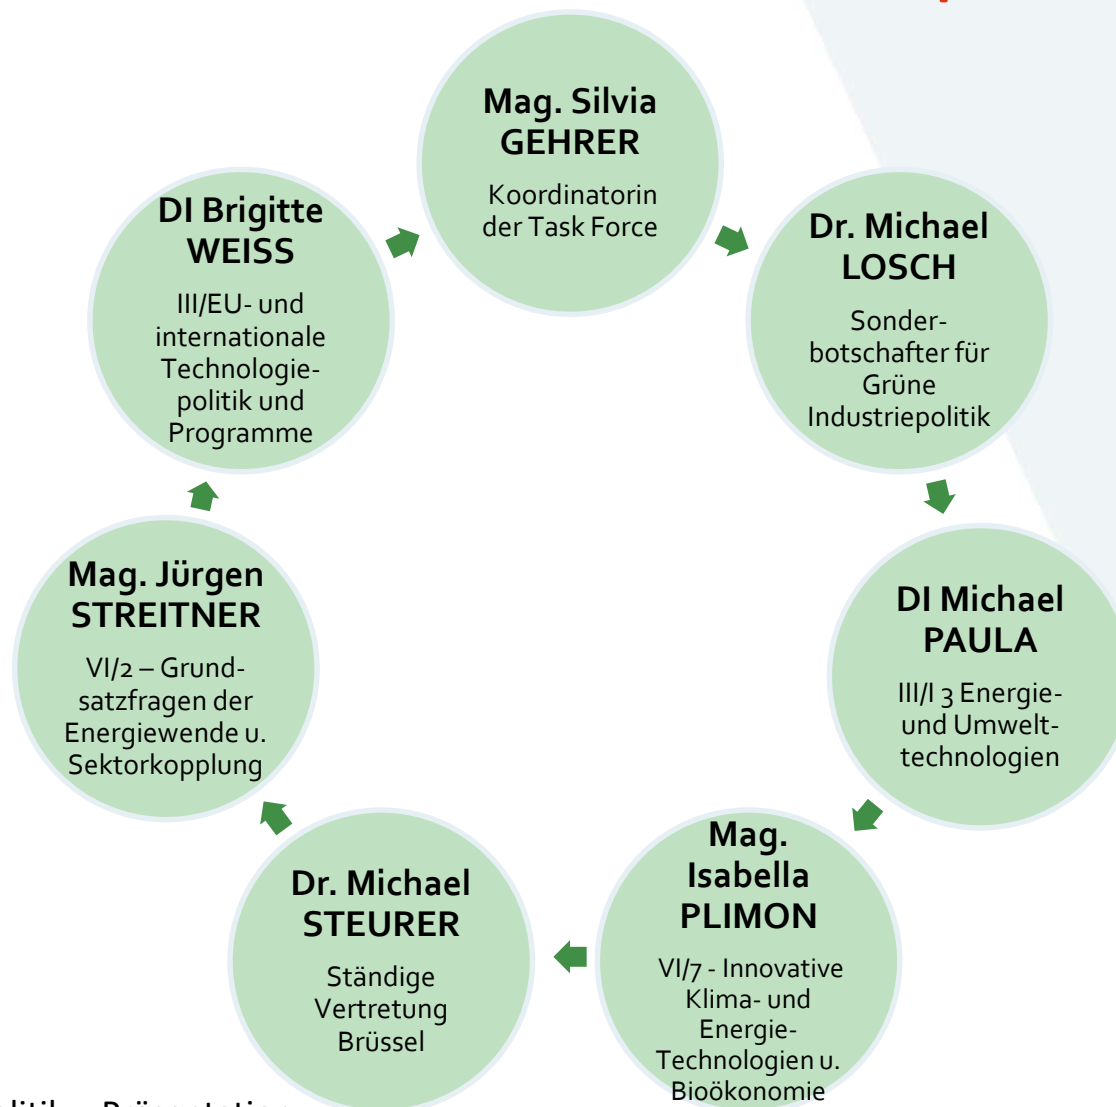 Mag. Silvia
GEHRER
Koordinatorin
der Task Force
Dr. Michael
LOSCH
Sonder-
botschafter für
Grüne
Industriepolitik
DI Michael
PAULA
III/I 3 Energie-
und Umwelt-
technologien
Mag.
Isabella
PLIMON
VI/7 - Innovative
Klima- und
Energie-
Technologien u.
Bioökonomie
Dr. Michael
STEURER
Ständige
Vertretung
Brüssel
Mag. Jürgen
STREITNER
VI/2 – Grund-
satzfragen der
Energiewende u.
Sektorkopplung
DI Brigitte
WEISS
III/EU- und
internationale
Technologie-
politik und
Programme